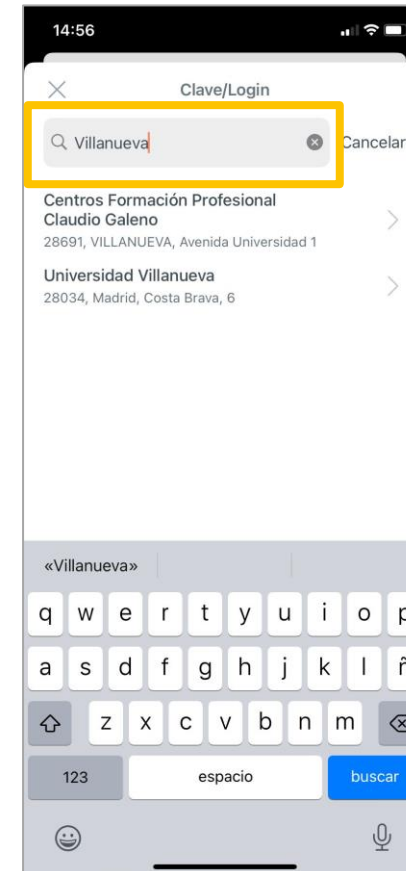 14:56
Clave/Login
Villanueva
Cancelar
Centros Formación Profesional
Claudio Galeno
28691, VILLANUEVA, Avenida Universidad 1
Universidad Villanueva
28034, Madrid, Costa Brava, 6
«Villanueva»
q w e r t y u i o p
a s d f g h j k l ñ
z x c v b n m
123 espacio buscar